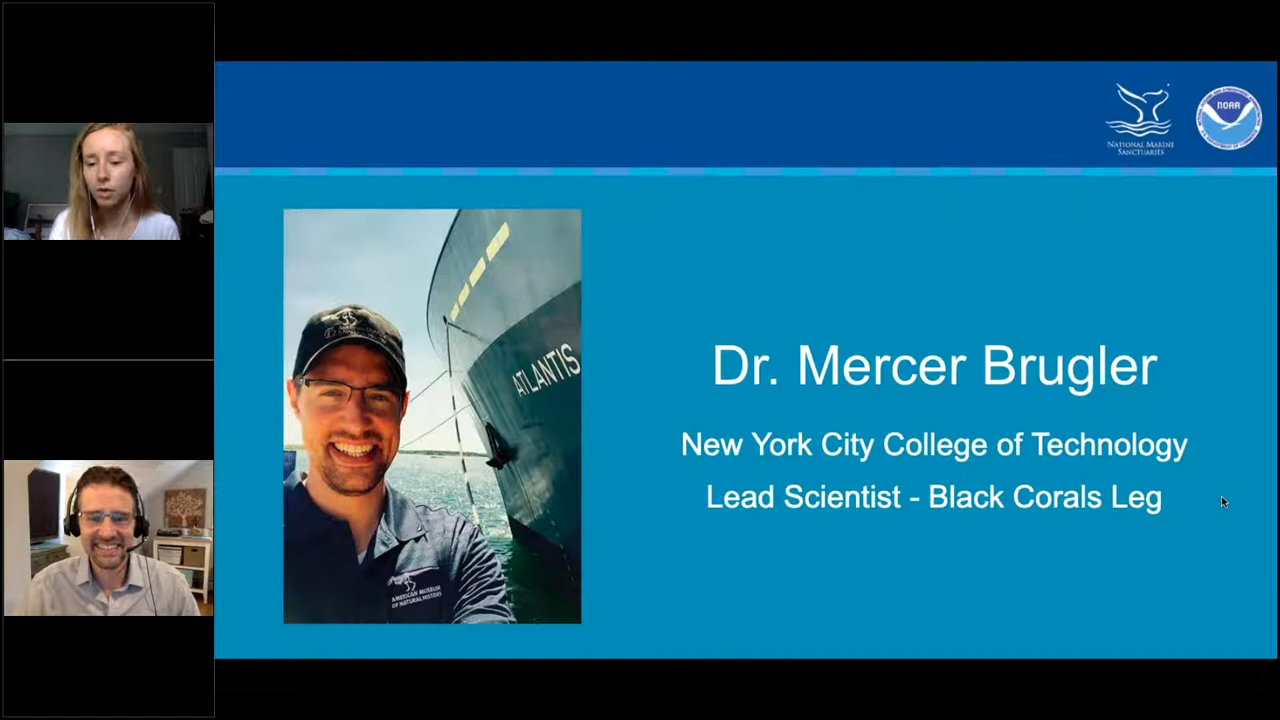 NATIONAL MARINE
SANCTUARIES
NOAA
ATLANTIS
AMERICAN MUSEUM
OF NATURAL HISTORY
Dr. Mercer Brugler
New York City College of Technology
Lead Scientist - Black Corals Leg